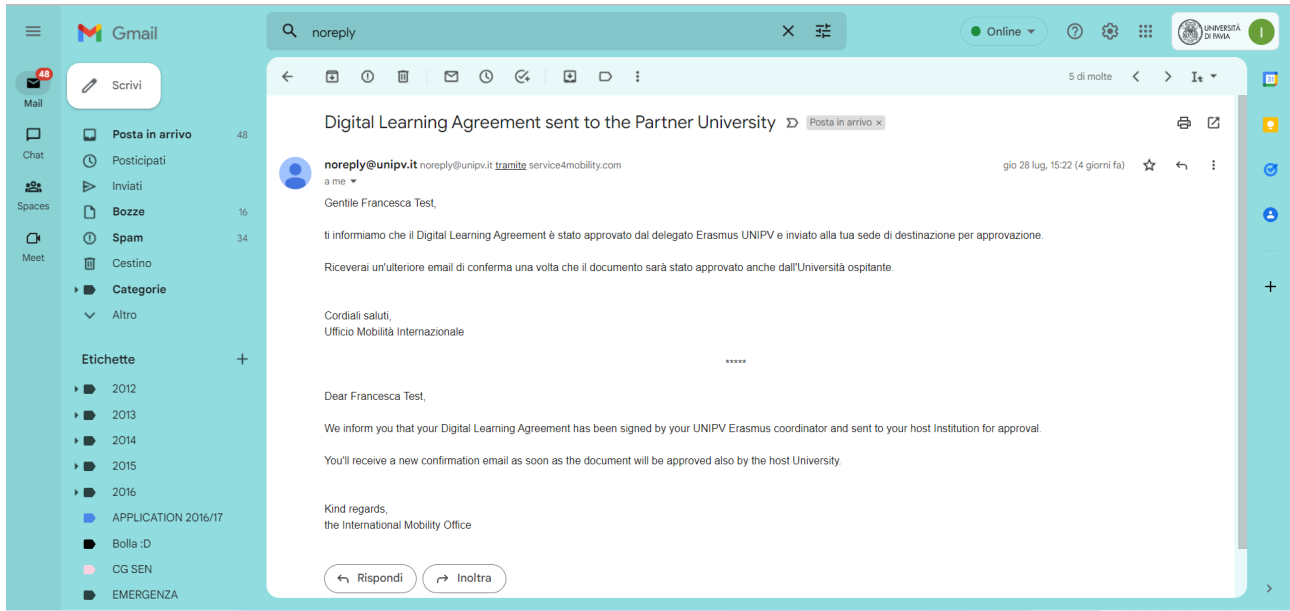 Gmail
noreply
Online
UNIVERSITÀ
DI PAVIA
I
48
Mail
Chat
Spaces
Meet
Scrivi
Posta in arrivo 48
Posticipati
Inviati
Bozze 16
Spam 34
Cestino
Categorie
Altro
Etichette
2012
2013
2014
2015
2016
APPLICATION 2016/17
Bolla :D
CG SEN
EMERGENZA
5 di molte
31
Digital Learning Agreement sent to the Partner University Posta in arrivo x
noreply@unipv.it noreply@unipv.it tramite service4mobility.com gio 28 lug, 15:22 (4 giorni fa)
a me
Gentile Francesca Test,
ti informiamo che il Digital Learning Agreement è stato approvato dal delegato Erasmus UNIPV e inviato alla tua sede di destinazione per approvazione.
Riceverai un'ulteriore email di conferma una volta che il documento sarà stato approvato anche dall'Università ospitante.
Cordiali saluti,
Ufficio Mobilità Internazionale
*****
Dear Francesca Test,
We inform you that your Digital Learning Agreement has been signed by your UNIPV Erasmus coordinator and sent to your host Institution for approval.
You'll receive a new confirmation email as soon as the document will be approved also by the host University.
Kind regards,
the International Mobility Office
Rispondi
Inoltra